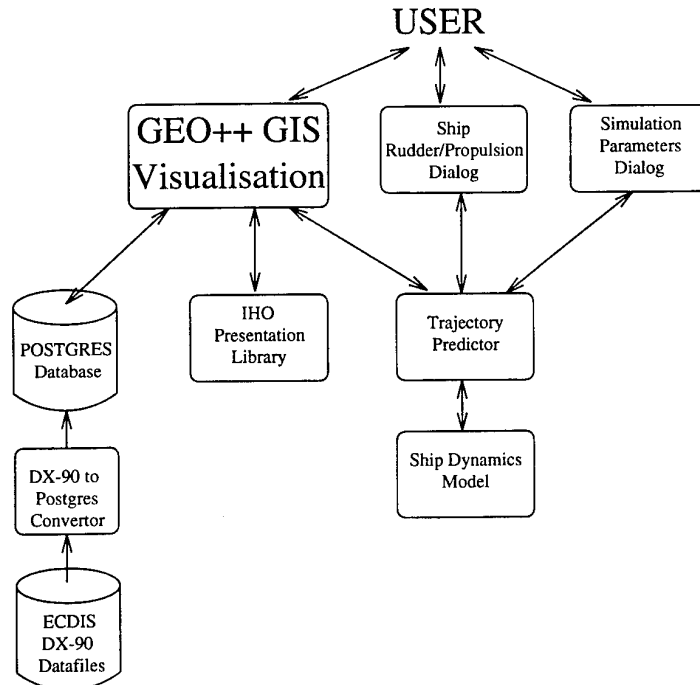 USER
GEO++ GIS
Visualisation
Ship
Rudder/Propulsion
Dialog
Simulation
Parameters
Dialog
POSTGRES
Database
IHO
Presentation
Library
Trajectory
Predictor
DX-90 to
Postgres
Convertor
Ship Dynamics
Model
ECDIS
DX-90
Datafiles